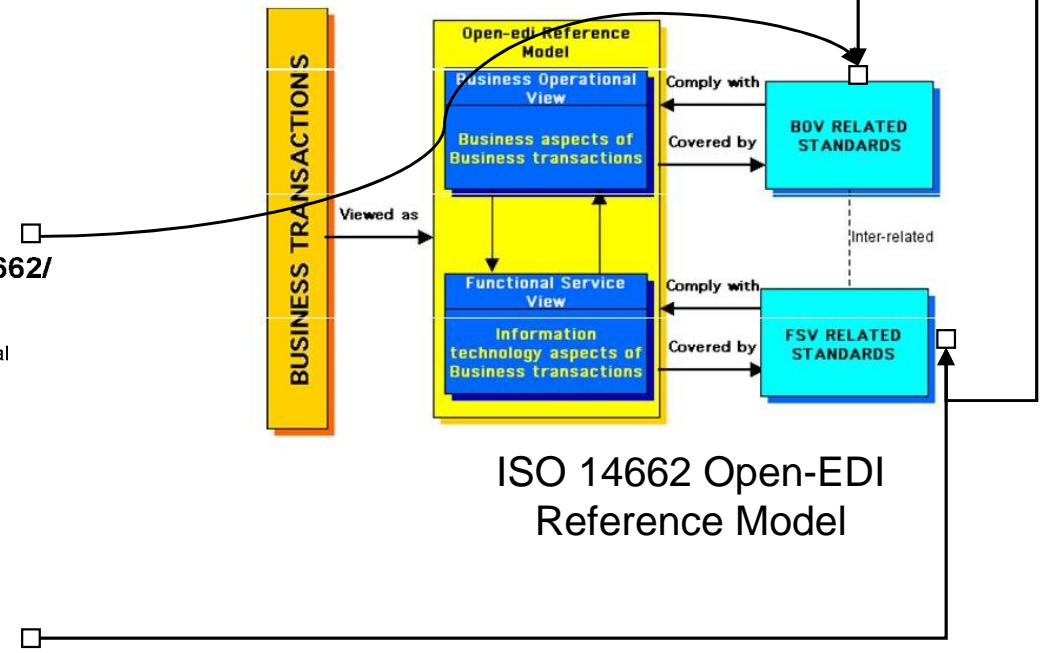 BUSINESS TRANSACTIONS
Open-edi Reference
Model
Business Operational
View
Business aspects of
Business transactions
Comply with
Covered by
BOV RELATED
STANDARDS
Viewed as
Inter-related
662/
al
Functional Service
View
Information
technology aspects of
Business transactions
Comply with
Covered by
FSV RELATED
STANDARDS
ISO 14662 Open-EDI
Reference Model